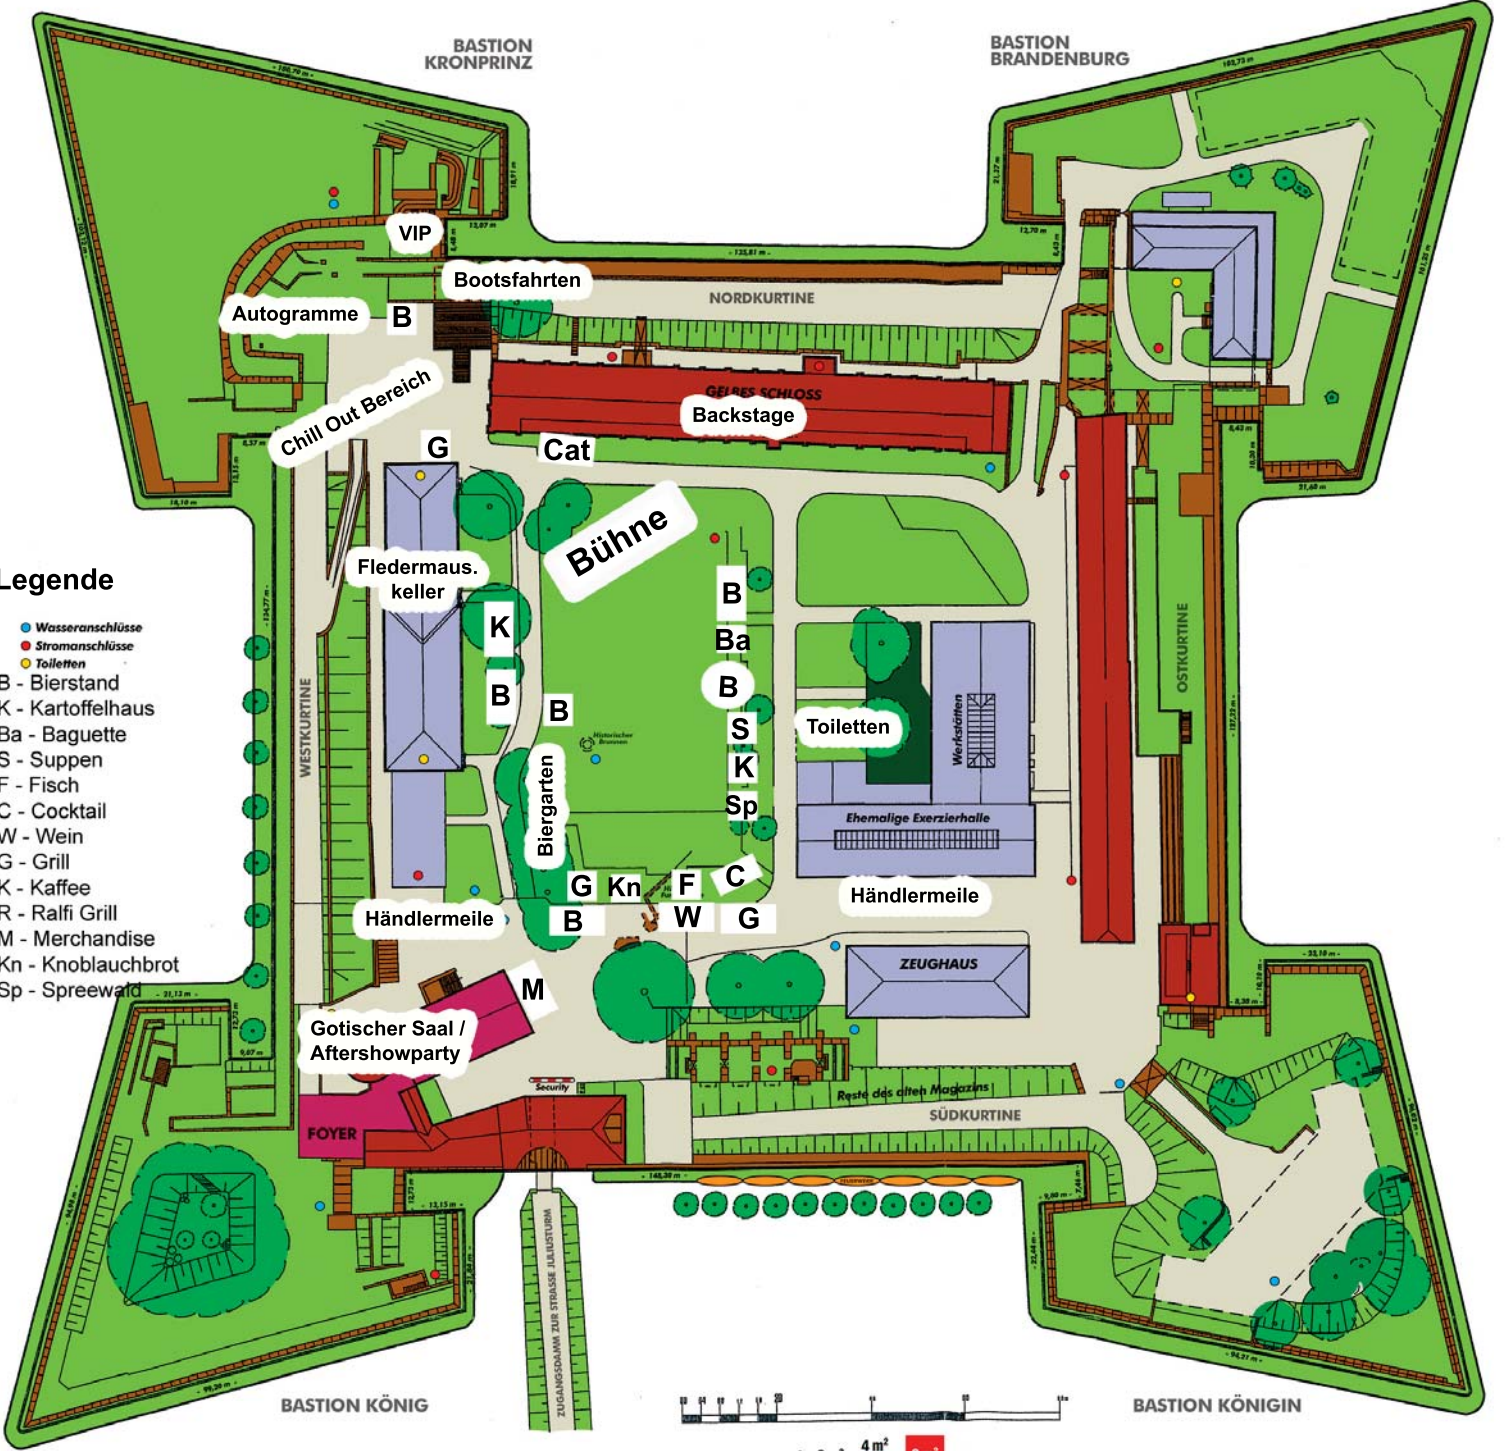 BASTION
KRONPRINZ
BASTION
BRANDENBURG
VIP
Bootsfahrten
Autogramme
B
NORDKURTINE
Chill Out Bereich
GELBES SCHLOSS
Backstage
G
Cat
Bühne
Fledermaus.
keller
K
B
B
Historischer
Brunnen
Biergarten
B
Ba
B
S
K
Sp
Toiletten
Werkstätten
Ehemalige Exerzierhalle
OSTKURTINE
WESTKURTINE
Legende
Wasseranschlüsse
Stromanschlüsse
Toiletten
B - Bierstand
K - Kartoffelhaus
Ba - Baguette
S - Suppen
F - Fisch
C - Cocktail
W - Wein
G - Grill
K - Kaffee
R - Ralfi Grill
M - Merchandise
Kn - Knoblauchbrot
Sp - Spreewald
G
Kn
F
C
B
W
G
Händlermeile
Händlermeile
ZEUGHAUS
M
Gotischer Saal /
Aftershowparty
Security
FOYER
Reste des alten Magazins
SÜDKURTINE
ZUGANGSDAMM ZUR STRASSE JULIUSTURM
BASTION KÖNIG
BASTION KÖNIGIN
4 m²